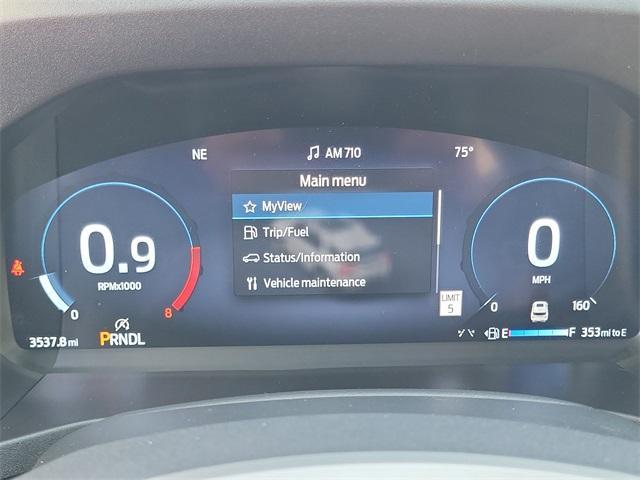 NE AM 710 75°
Main menu
MyView
Trip/Fuel
Status/Information
Vehicle maintenance
0.9
RPMx1000
0 8
0
MPH
0 160
LIMIT
5
3537.8 mi PRNDL E F 353 mi to E